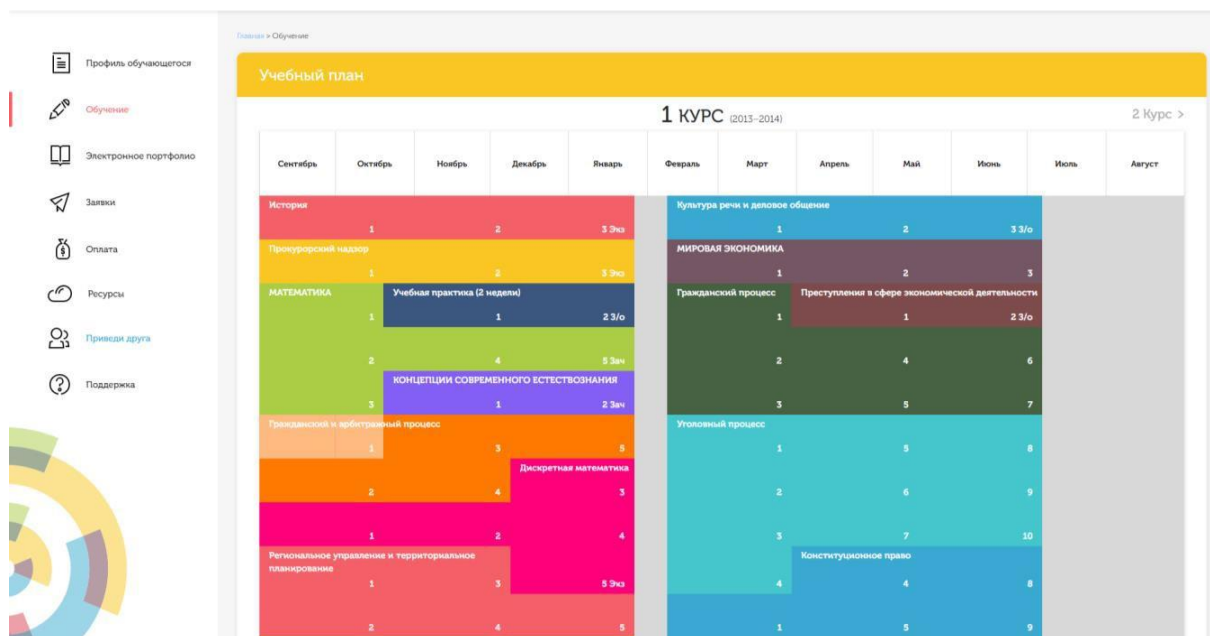 Главная > Обучение
Профиль обучающегося
Обучение
Электронное портфолио
Заявки
Оплата
Ресурсы
Приведи друга
Поддержка
Учебный план
1 КУРС (2013-2014)
2 Курс >
Сентябрь Октябрь Ноябрь Декабрь Январь Февраль Март Апрель Май Июнь Июль Август
История
1 2 3 Экз
Прокурорский надзор
1 2 3 Экз
МАТЕМАТИКА Учебная практика (2 недели)
1 1 2 З/о
2 4 5 Зач
КОНЦЕПЦИИ СОВРЕМЕННОГО ЕСТЕСТВОЗНАНИЯ
3 1 2 Зач
Гражданский и арбитражный процесс
1 3 5
Дискретная математика
2 4 3
1 2 4
Региональное управление и территориальное
планирование
1 3 5 Экз
2 4 5
Культура речи и деловое общение
1 2 3 З/о
МИРОВАЯ ЭКОНОМИКА
1 2 3
Гражданский процесс Преступления в сфере экономической деятельности
1 1 2 З/о
2 4 6
3 5 7
Уголовный процесс
1 5 8
2 6 9
3 7 10
Конституционное право
4 4 8
1 5 9